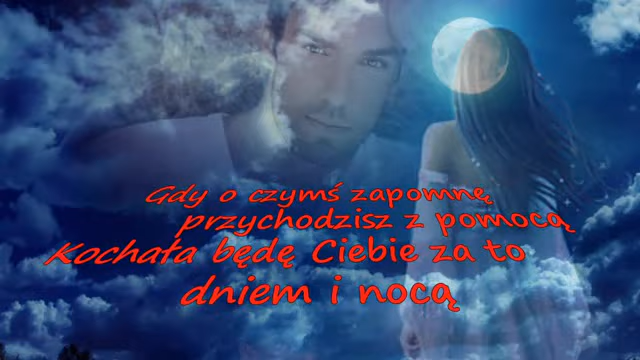 Gdy o czymś zapomnę
przychodzisz z pomocą
Kochała będę Ciebie za to
dniem i nocą